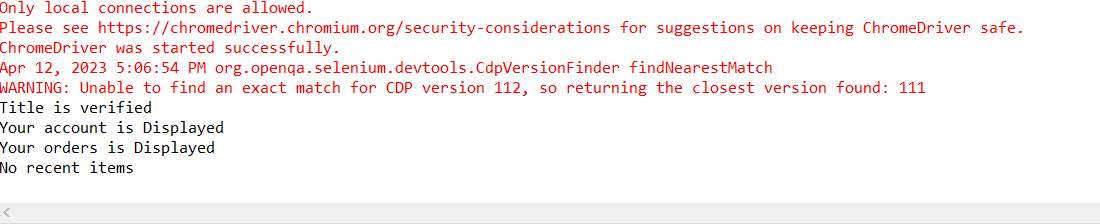 Only local connections are allowed.
Please see https://chromedriver.chromium.org/security-considerations for suggestions on keeping ChromeDriver safe.
ChromeDriver was started successfully.
Apr 12, 2023 5:06:54 PM org.openqa.selenium.devtools.CdpVersionFinder findNearestMatch
WARNING: Unable to find an exact match for CDP version 112, so returning the closest version found: 111
Title is verified
Your account is Displayed
Your orders is Displayed
No recent items